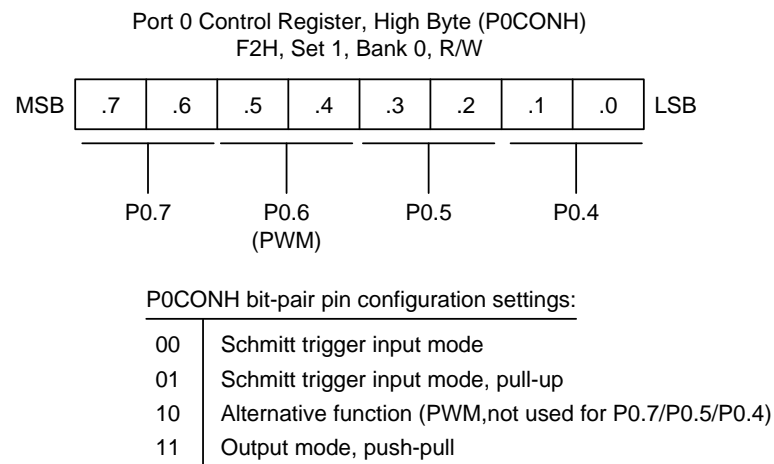 Port 0 Control Register, High Byte (P0CONH)
F2H, Set 1, Bank 0, R/W
MSB .7 .6 .5 .4 .3 .2 .1 .0 LSB
P0.7 P0.6 P0.5 P0.4
(PWM)
P0CONH bit-pair pin configuration settings:
00 Schmitt trigger input mode
01 Schmitt trigger input mode, pull-up
10 Alternative function (PWM,not used for P0.7/P0.5/P0.4)
11 Output mode, push-pull